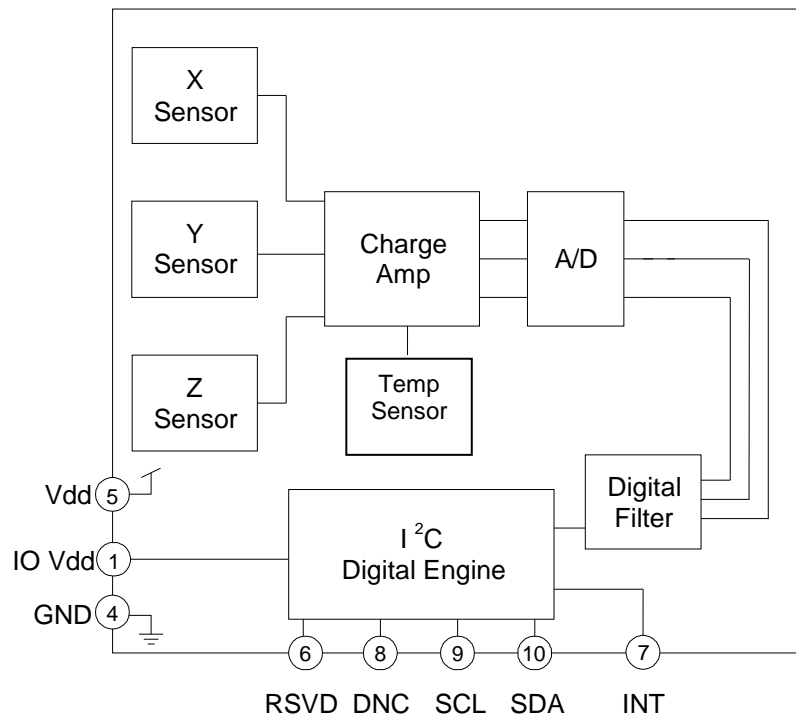 X
Sensor
Y
Sensor
Charge
Amp
A/D
Z
Sensor
Temp
Sensor
Vdd 5
Digital
Filter
I ²C
Digital Engine
IO Vdd 1
GND 4
6 8 9 10 7
RSVD DNC SCL SDA INT